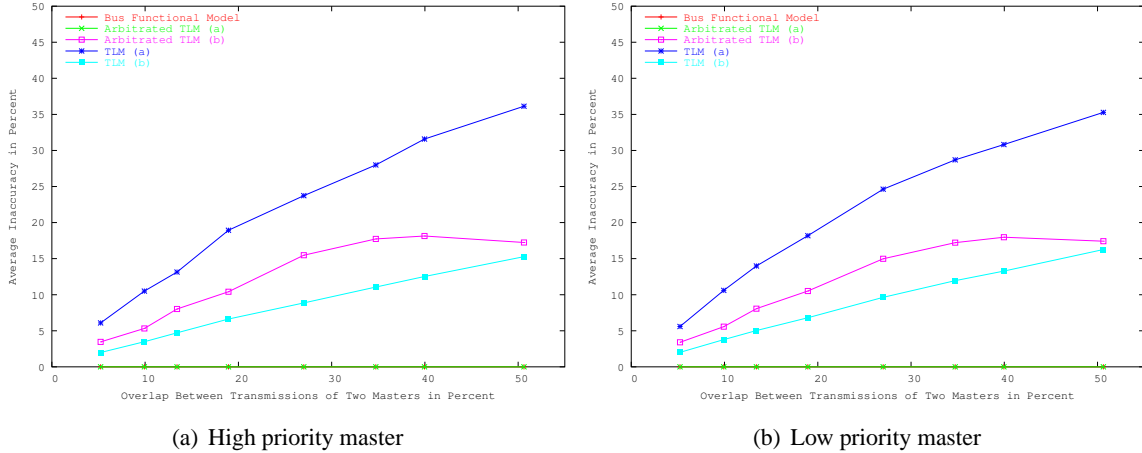 Bus Functional Model
Arbitrated TLM (a)
Arbitrated TLM (b)
TLM (a)
TLM (b)
Average Inaccuracy in Percent
50
45
40
35
30
25
20
15
10
5
0
0 10 20 30 40 50
Overlap Between Transmissions of Two Masters in Percent
(a) High priority master
Bus Functional Model
Arbitrated TLM (a)
Arbitrated TLM (b)
TLM (a)
TLM (b)
Average Inaccuracy in Percent
50
45
40
35
30
25
20
15
10
5
0
0 10 20 30 40 50
Overlap Between Transmissions of Two Masters in Percent
(b) Low priority master